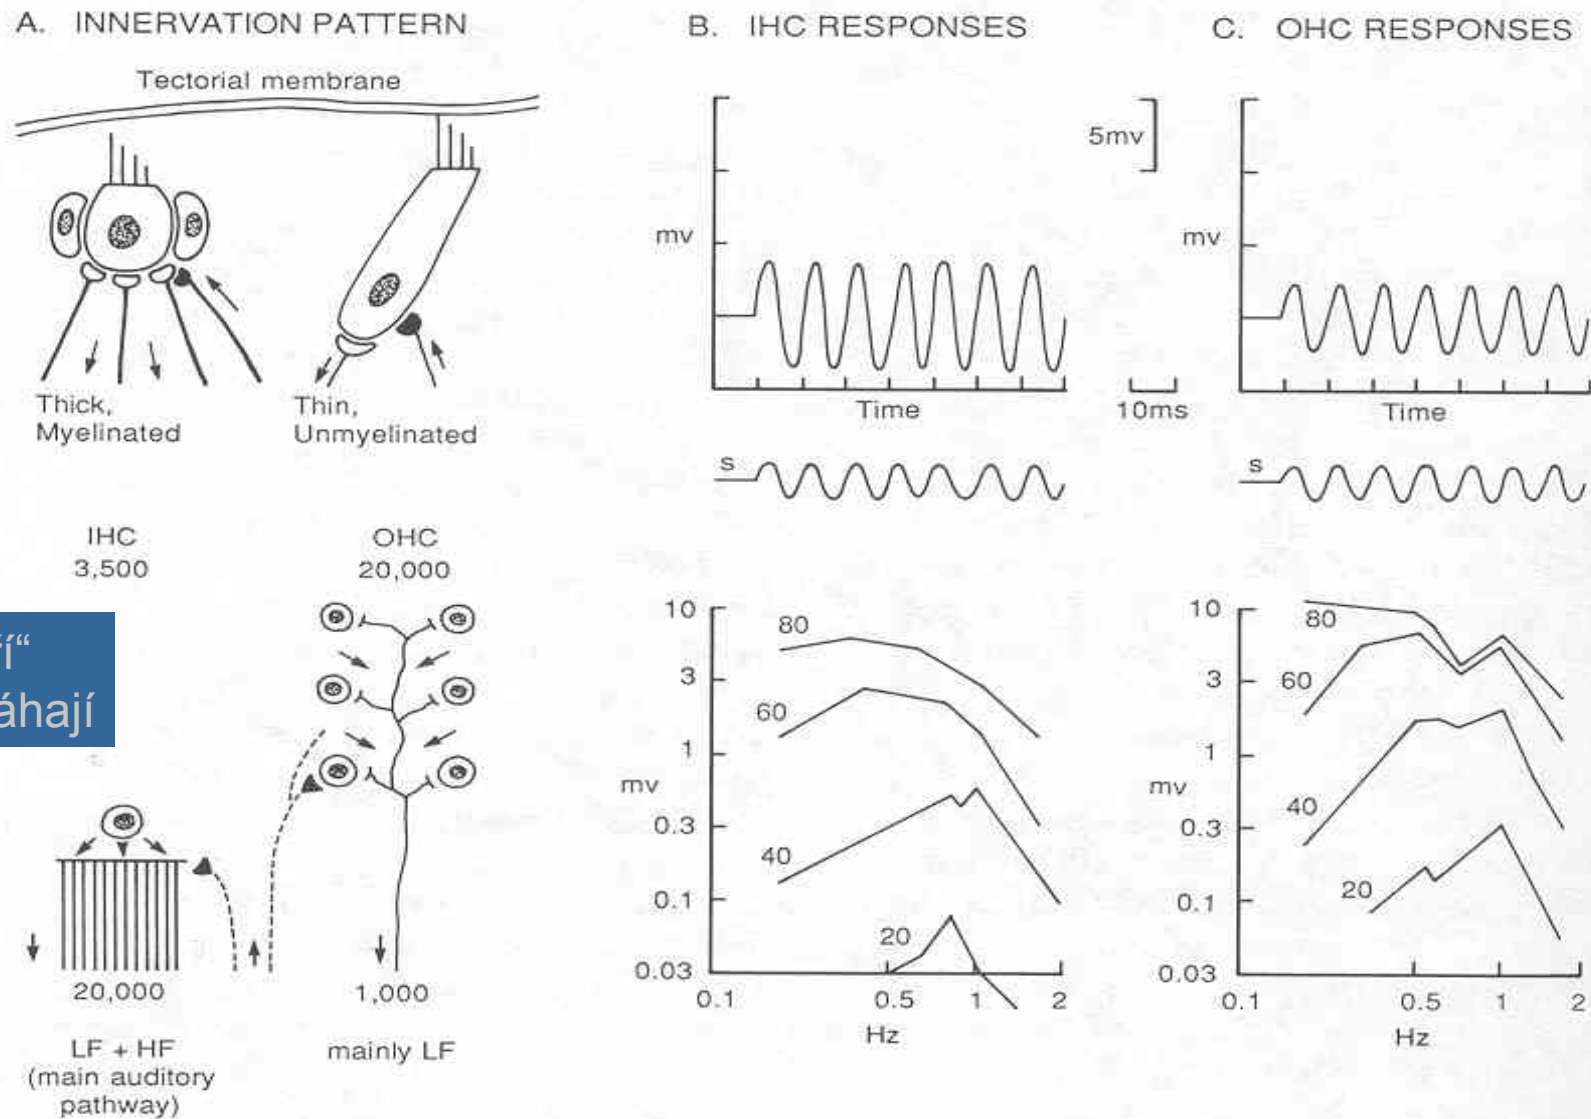 A. INNERVATION PATTERN
Tectorial membrane
Thick,
Myelinated
Thin,
Unmyelinated
IHC
3,500
OHC
20,000
áhají
20,000
1,000
LF + HF
(main auditory
pathway)
mainly LF
B. IHC RESPONSES
5mv
mv
Time
10ms
s
10
3
1
mv
0.3
0.1
0.03
80
60
40
20
0.1
0.5
1
2
Hz
C. OHC RESPONSES
mv
Time
s
10
3
1
mv
0.3
0.1
0.03
80
60
40
20
0.1
0.5
1
2
Hz